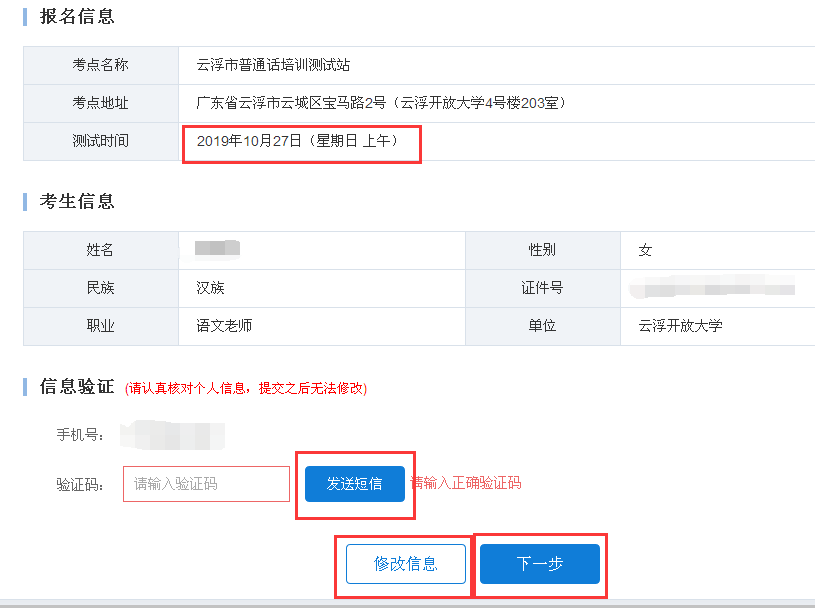 报名信息
考点名称 云浮市普通话培训测试站
考点地址 广东省云浮市云城区宝马路2号（云浮开放大学4号楼203室）
测试时间 2019年10月27日（星期日 上午）
考生信息
姓名 性别 女
民族 汉族 证件号
职业 语文老师 单位 云浮开放大学
信息验证 (请认真核对个人信息，提交之后无法修改)
手机号：
验证码： 请输入验证码 发送短信 请输入正确验证码
修改信息 下一步